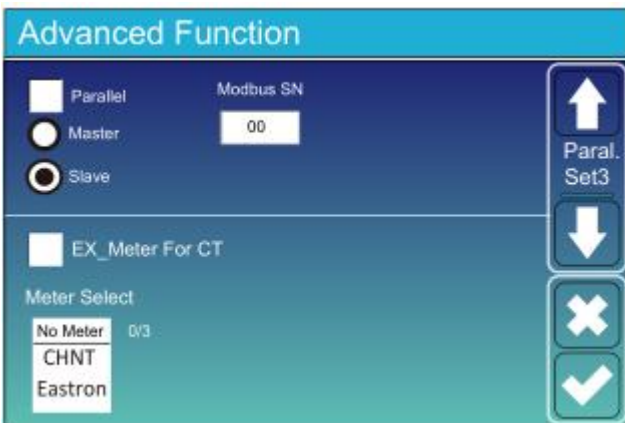 Advanced Function
Parallel
Modbus SN
Master
00
Slave
Paral.
Set3
EX_Meter For CT
Meter Select
No Meter 0/3
CHNT
Eastron